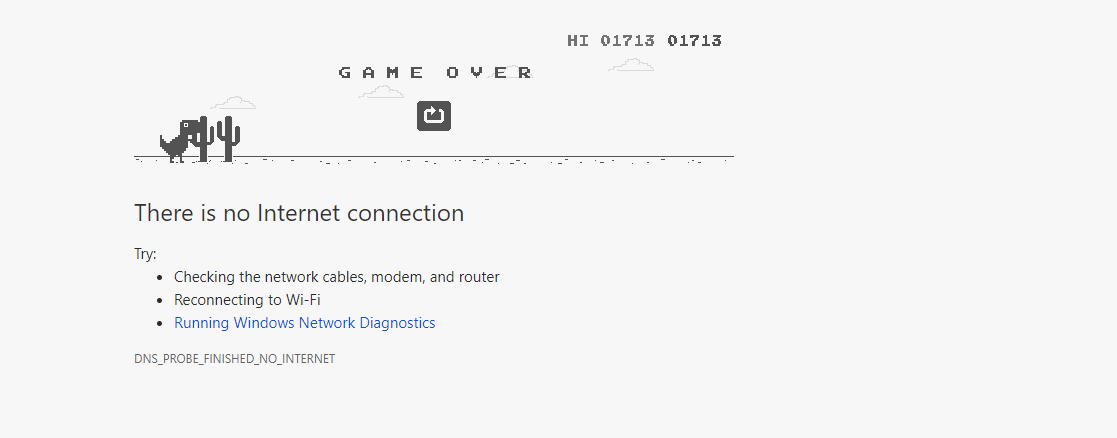 HI 01713 01713
GAME OVER
There is no Internet connection
Try:
Checking the network cables, modem, and router
Reconnecting to Wi-Fi
Running Windows Network Diagnostics
DNS_PROBE_FINISHED_NO_INTERNET